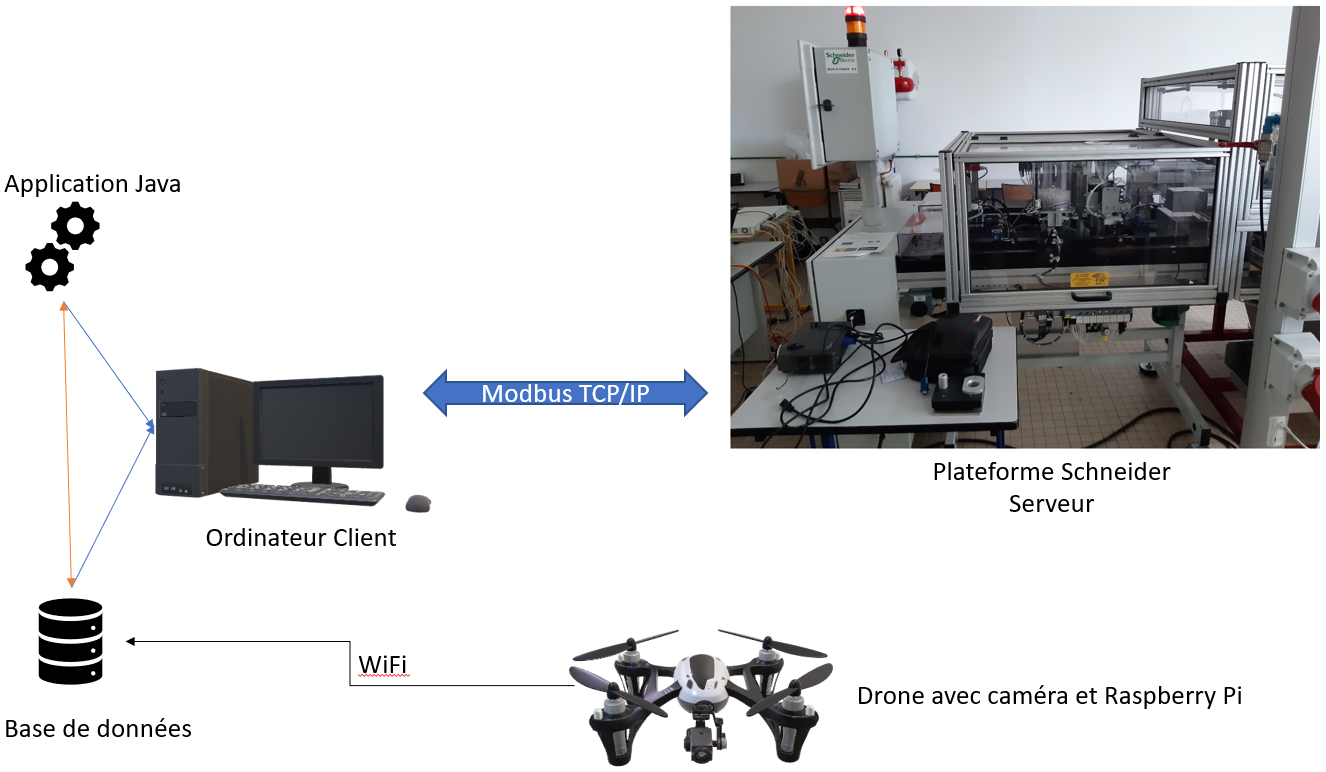 Schneider
Electric
Application Java
Modbus TCP/IP
Plateforme Schneider
Serveur
Ordinateur Client
WiFi
Drone avec caméra et Raspberry Pi
Base de données